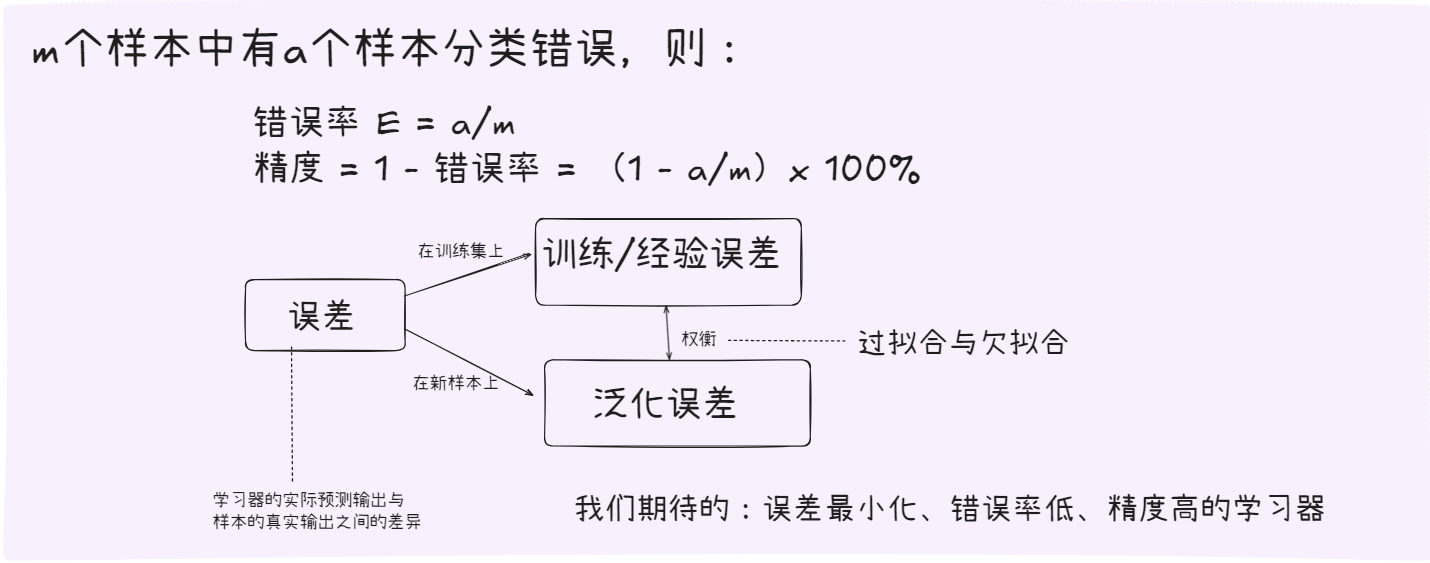 m个样本中有a个样本分类错误，则：
错误率 E = a/m
精度 = 1 - 错误率 = （1 - a/m）x 100%
在训练集上
训练/经验误差
误差
权衡
过拟合与欠拟合
在新样本上
泛化误差
学习器的实际预测输出与
样本的真实输出之间的差异
我们期待的：误差最小化、错误率低、精度高的学习器